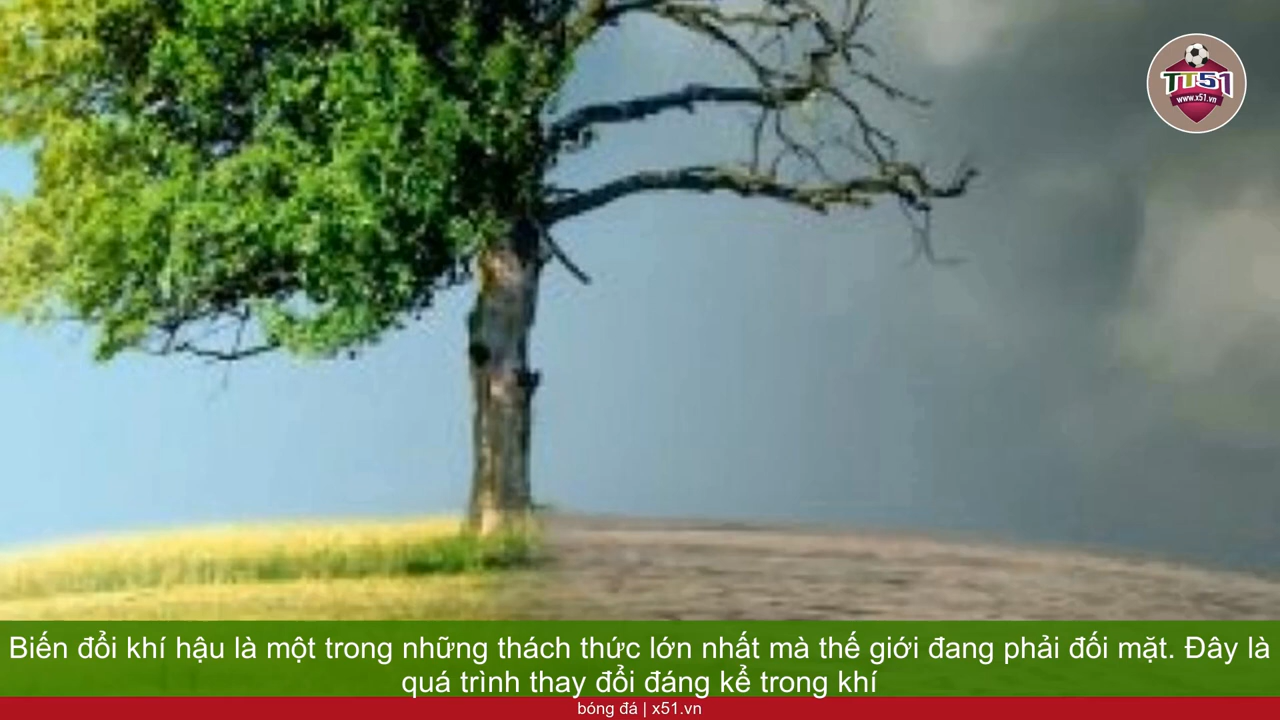 TT51
www.x51.vn
Biến đổi khí hậu là một trong những thách thức lớn nhất mà thế giới đang phải đối mặt. Đây là
quá trình thay đổi đáng kể trong khí
bóng đá | x51.vn